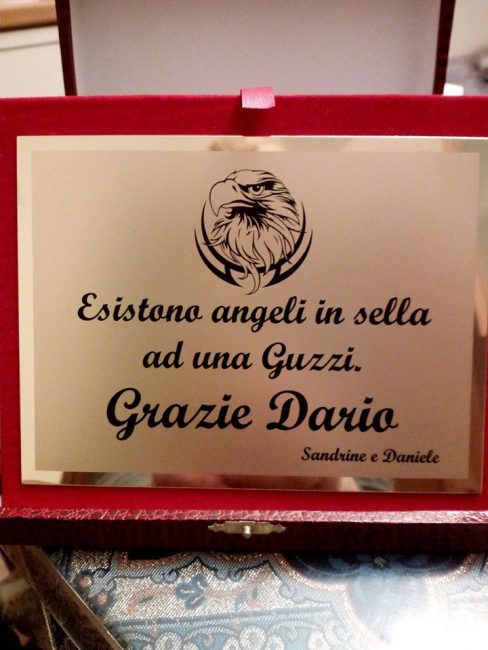 Esistono angeli in sella
ad una Guzzi.
Grazie Dario
Sandrine e Daniele